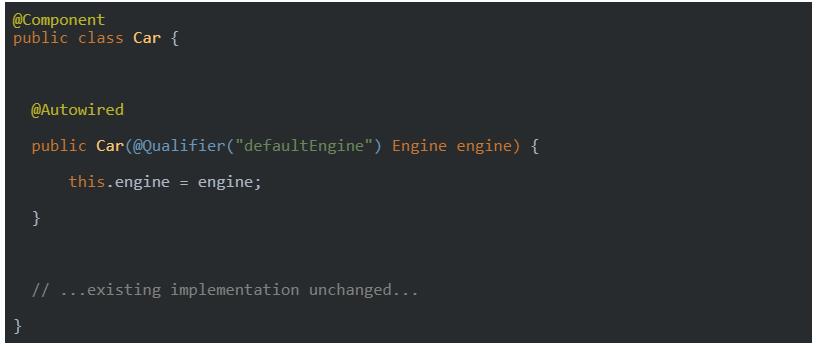 @Component
public class Car {
@Autowired
public Car(@Qualifier("defaultEngine") Engine engine) {
this.engine = engine;
}
// ...existing implementation unchanged...
}